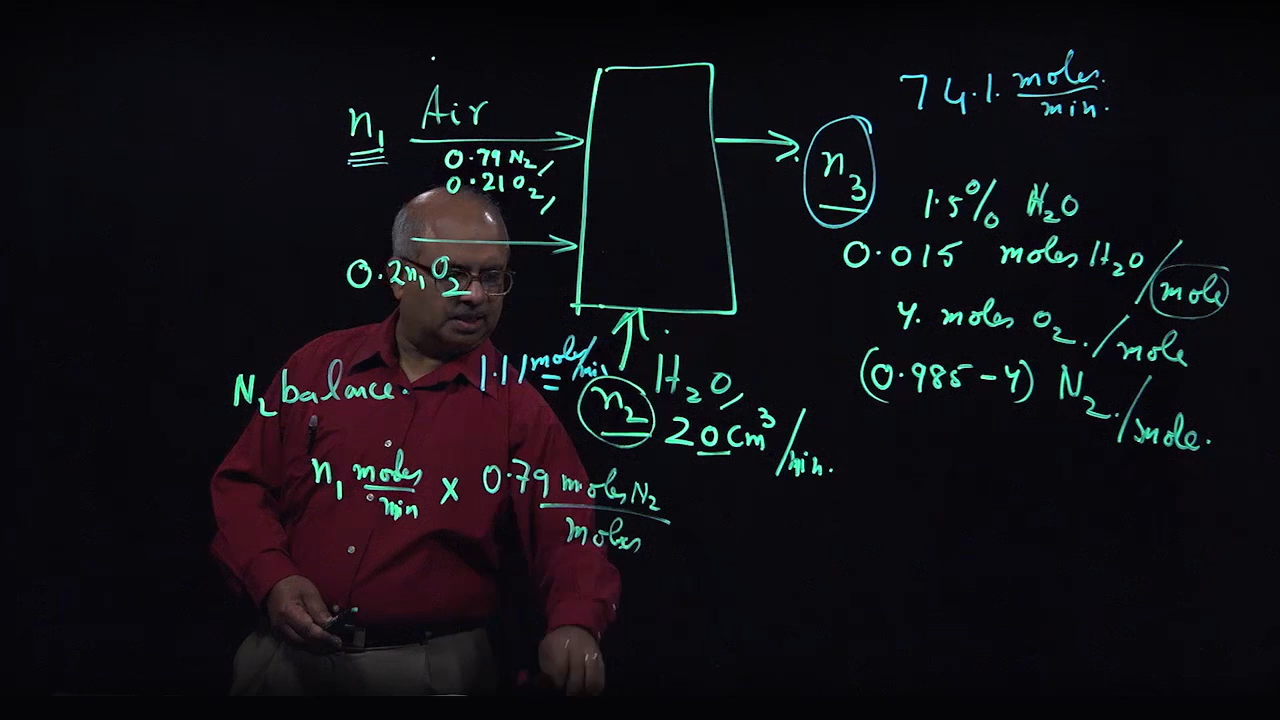 n₁
Air
0.79 N₂,
0.21 O₂,
0.2n₁ O₂
n₃
74.1. moles/min.
1.5% H₂O
0.015 moles H₂O/mole
y. moles O₂./mole
(0.985-y) N₂./mole.
1.11 moles/min
H₂O,
n₂ 20 cm³/min.
N₂ balance.
n₁ moles/min x 0.79 moles N₂/moles